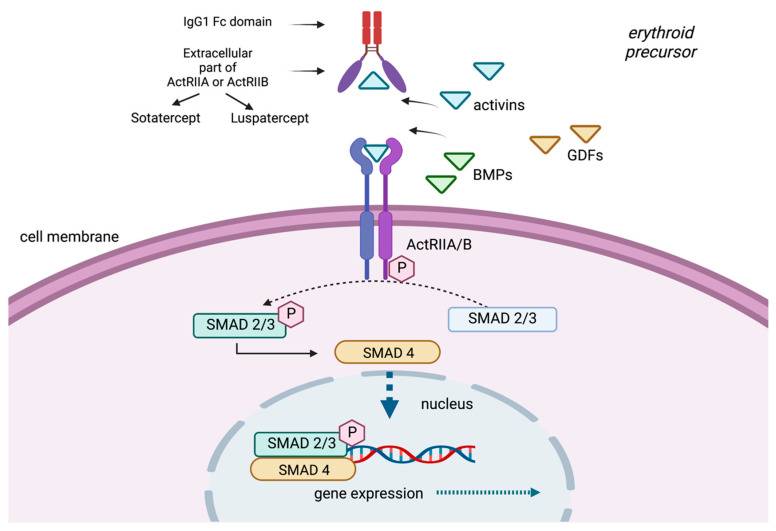 IgG1 Fc domain
Extracellular
part of
ActRIIA or ActRIIB
Sotatercept
Luspatercept
erythroid
precursor
activins
GDFs
BMPs
cell membrane
ActRIIA/B
P
SMAD 2/3
P
SMAD 2/3
SMAD 4
nucleus
P
SMAD 2/3
SMAD 4
gene expression